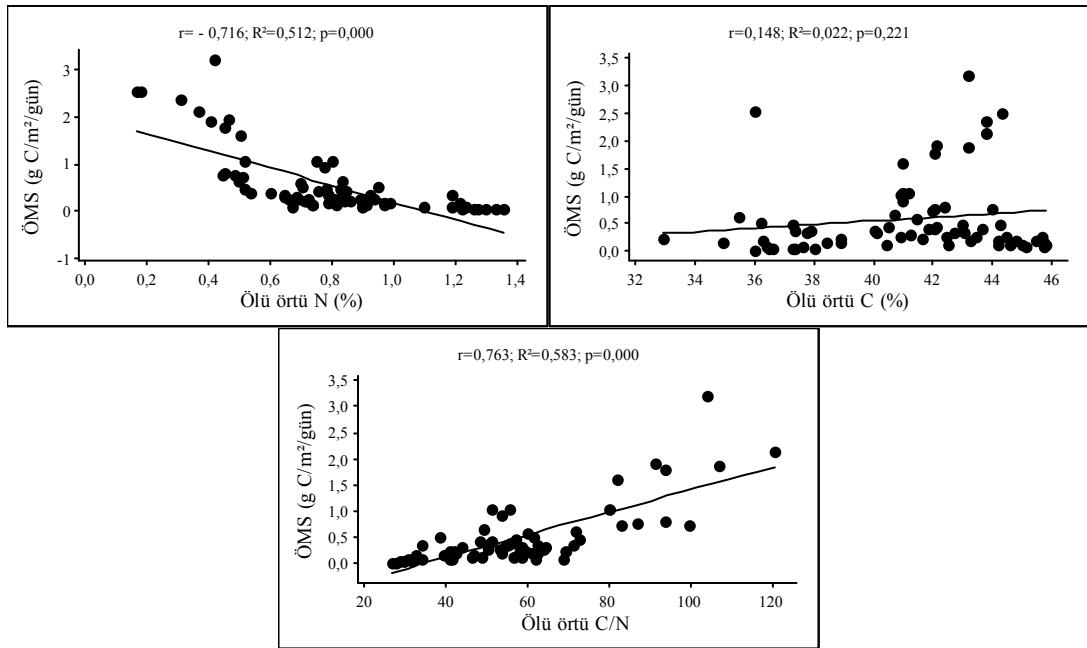 r= - 0,716; R²=0,512; p=0,000
ÖMS (g C/m²/gün)
3
2
1
0
-1
0,0 0,2 0,4 0,6 0,8 1,0 1,2 1,4
Ölü örtü N (%)
r=0,148; R²=0,022; p=0,221
ÖMS (g C/m²/gün)
3,5
3,0
2,5
2,0
1,5
1,0
0,5
0,0
32 34 36 38 40 42 44 46
Ölü örtü C (%)
r=0,763; R²=0,583; p=0,000
ÖMS (g C/m²/gün)
3,5
3,0
2,5
2,0
1,5
1,0
0,5
0,0
20 40 60 80 100 120
Ölü örtü C/N